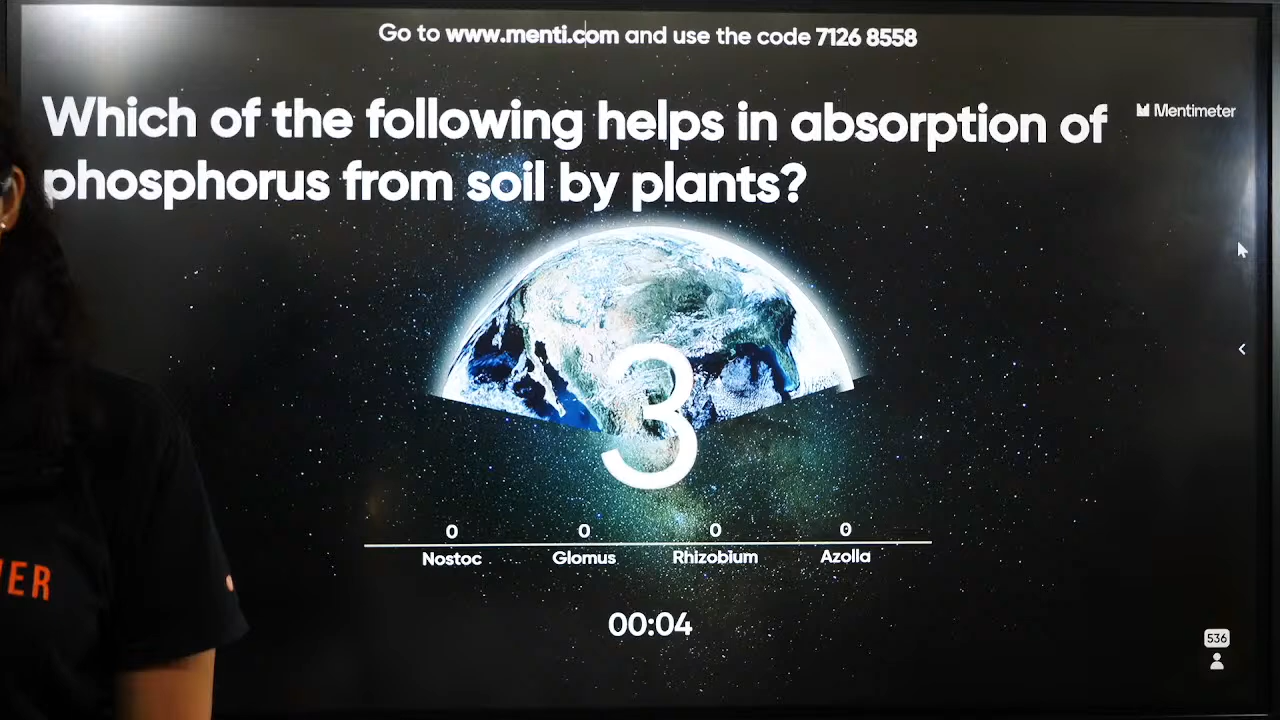 Go to www.menti.com and use the code 7126 8558
Which of the following helps in absorption of
phosphorus from soil by plants?
Mentimeter
3
0 0 0 0
Nostoc Glomus Rhizobium Azolla
00:04
536